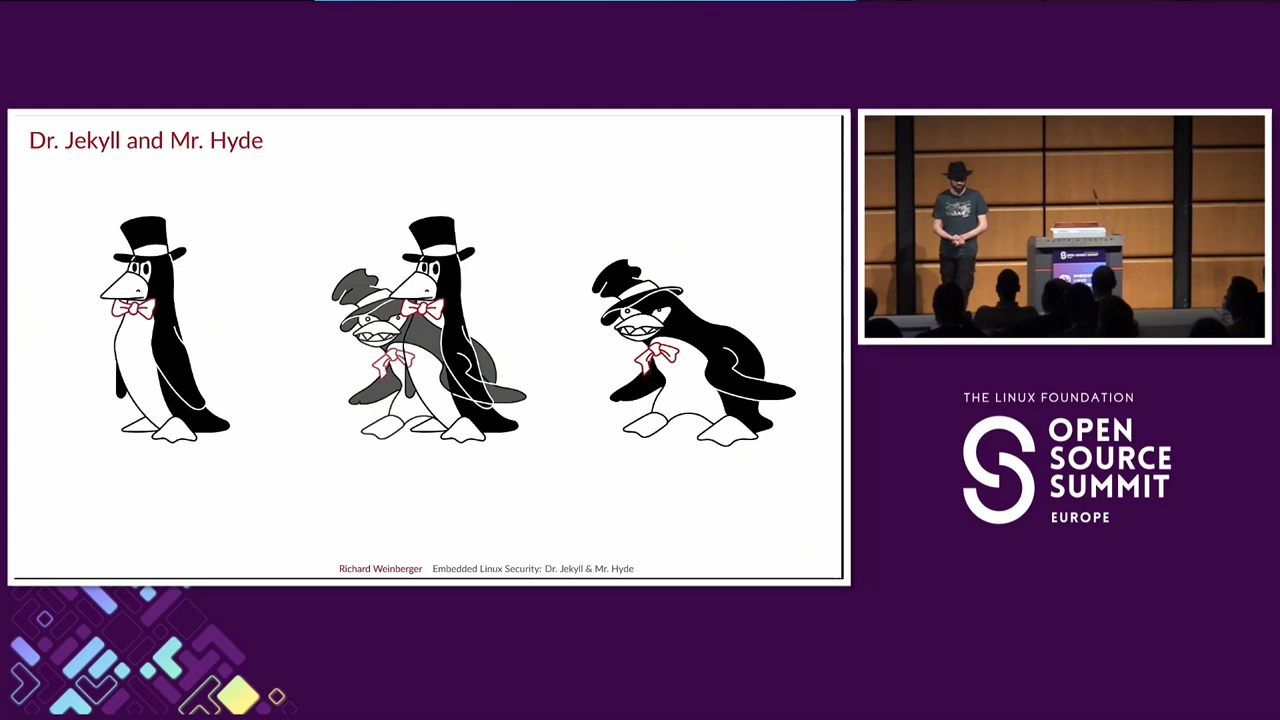 Dr. Jekyll and Mr. Hyde
Richard Weinberger Embedded Linux Security: Dr. Jekyll & Mr. Hyde
THE LINUX FOUNDATION
OPEN
SOURCE
SUMMIT
EUROPE